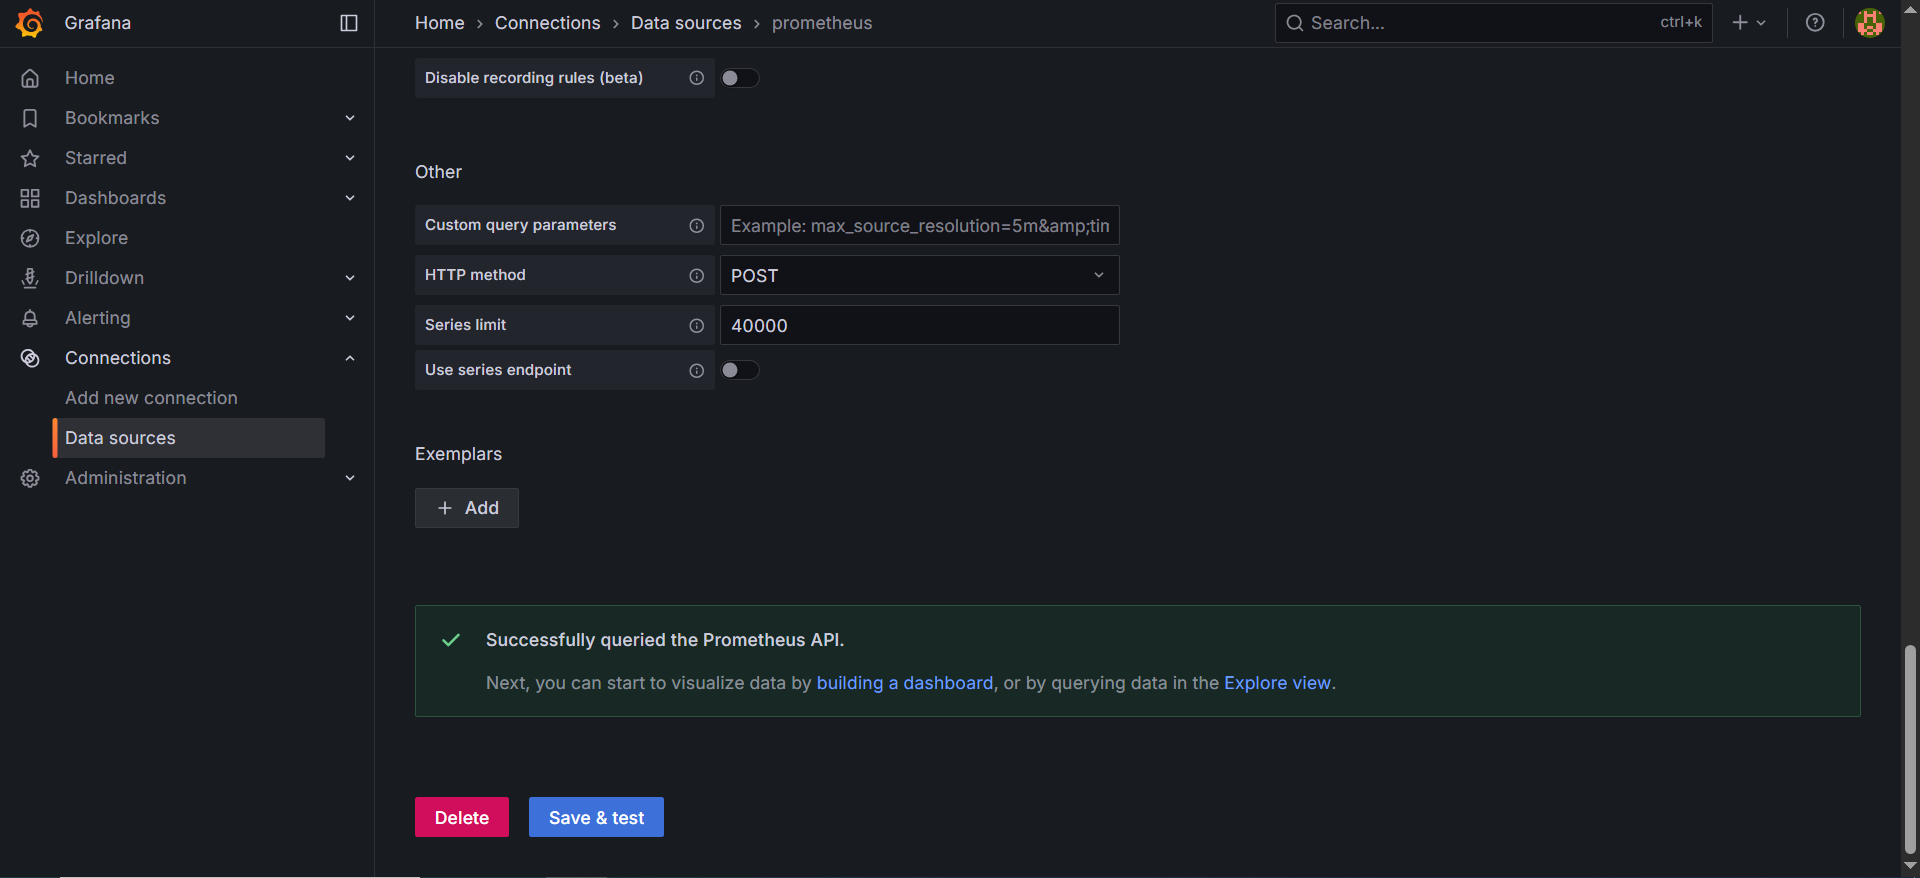 Grafana
Home › Connections › Data sources › prometheus
Search...
ctrl+k
Home
Bookmarks
Starred
Dashboards
Explore
Drilldown
Alerting
Connections
Add new connection
Data sources
Administration
Disable recording rules (beta)
Other
Custom query parameters
Example: max_source_resolution=5m&amp;tin
HTTP method
POST
Series limit
40000
Use series endpoint
Exemplars
+ Add
Successfully queried the Prometheus API.
Next, you can start to visualize data by building a dashboard, or by querying data in the Explore view.
Delete
Save & test